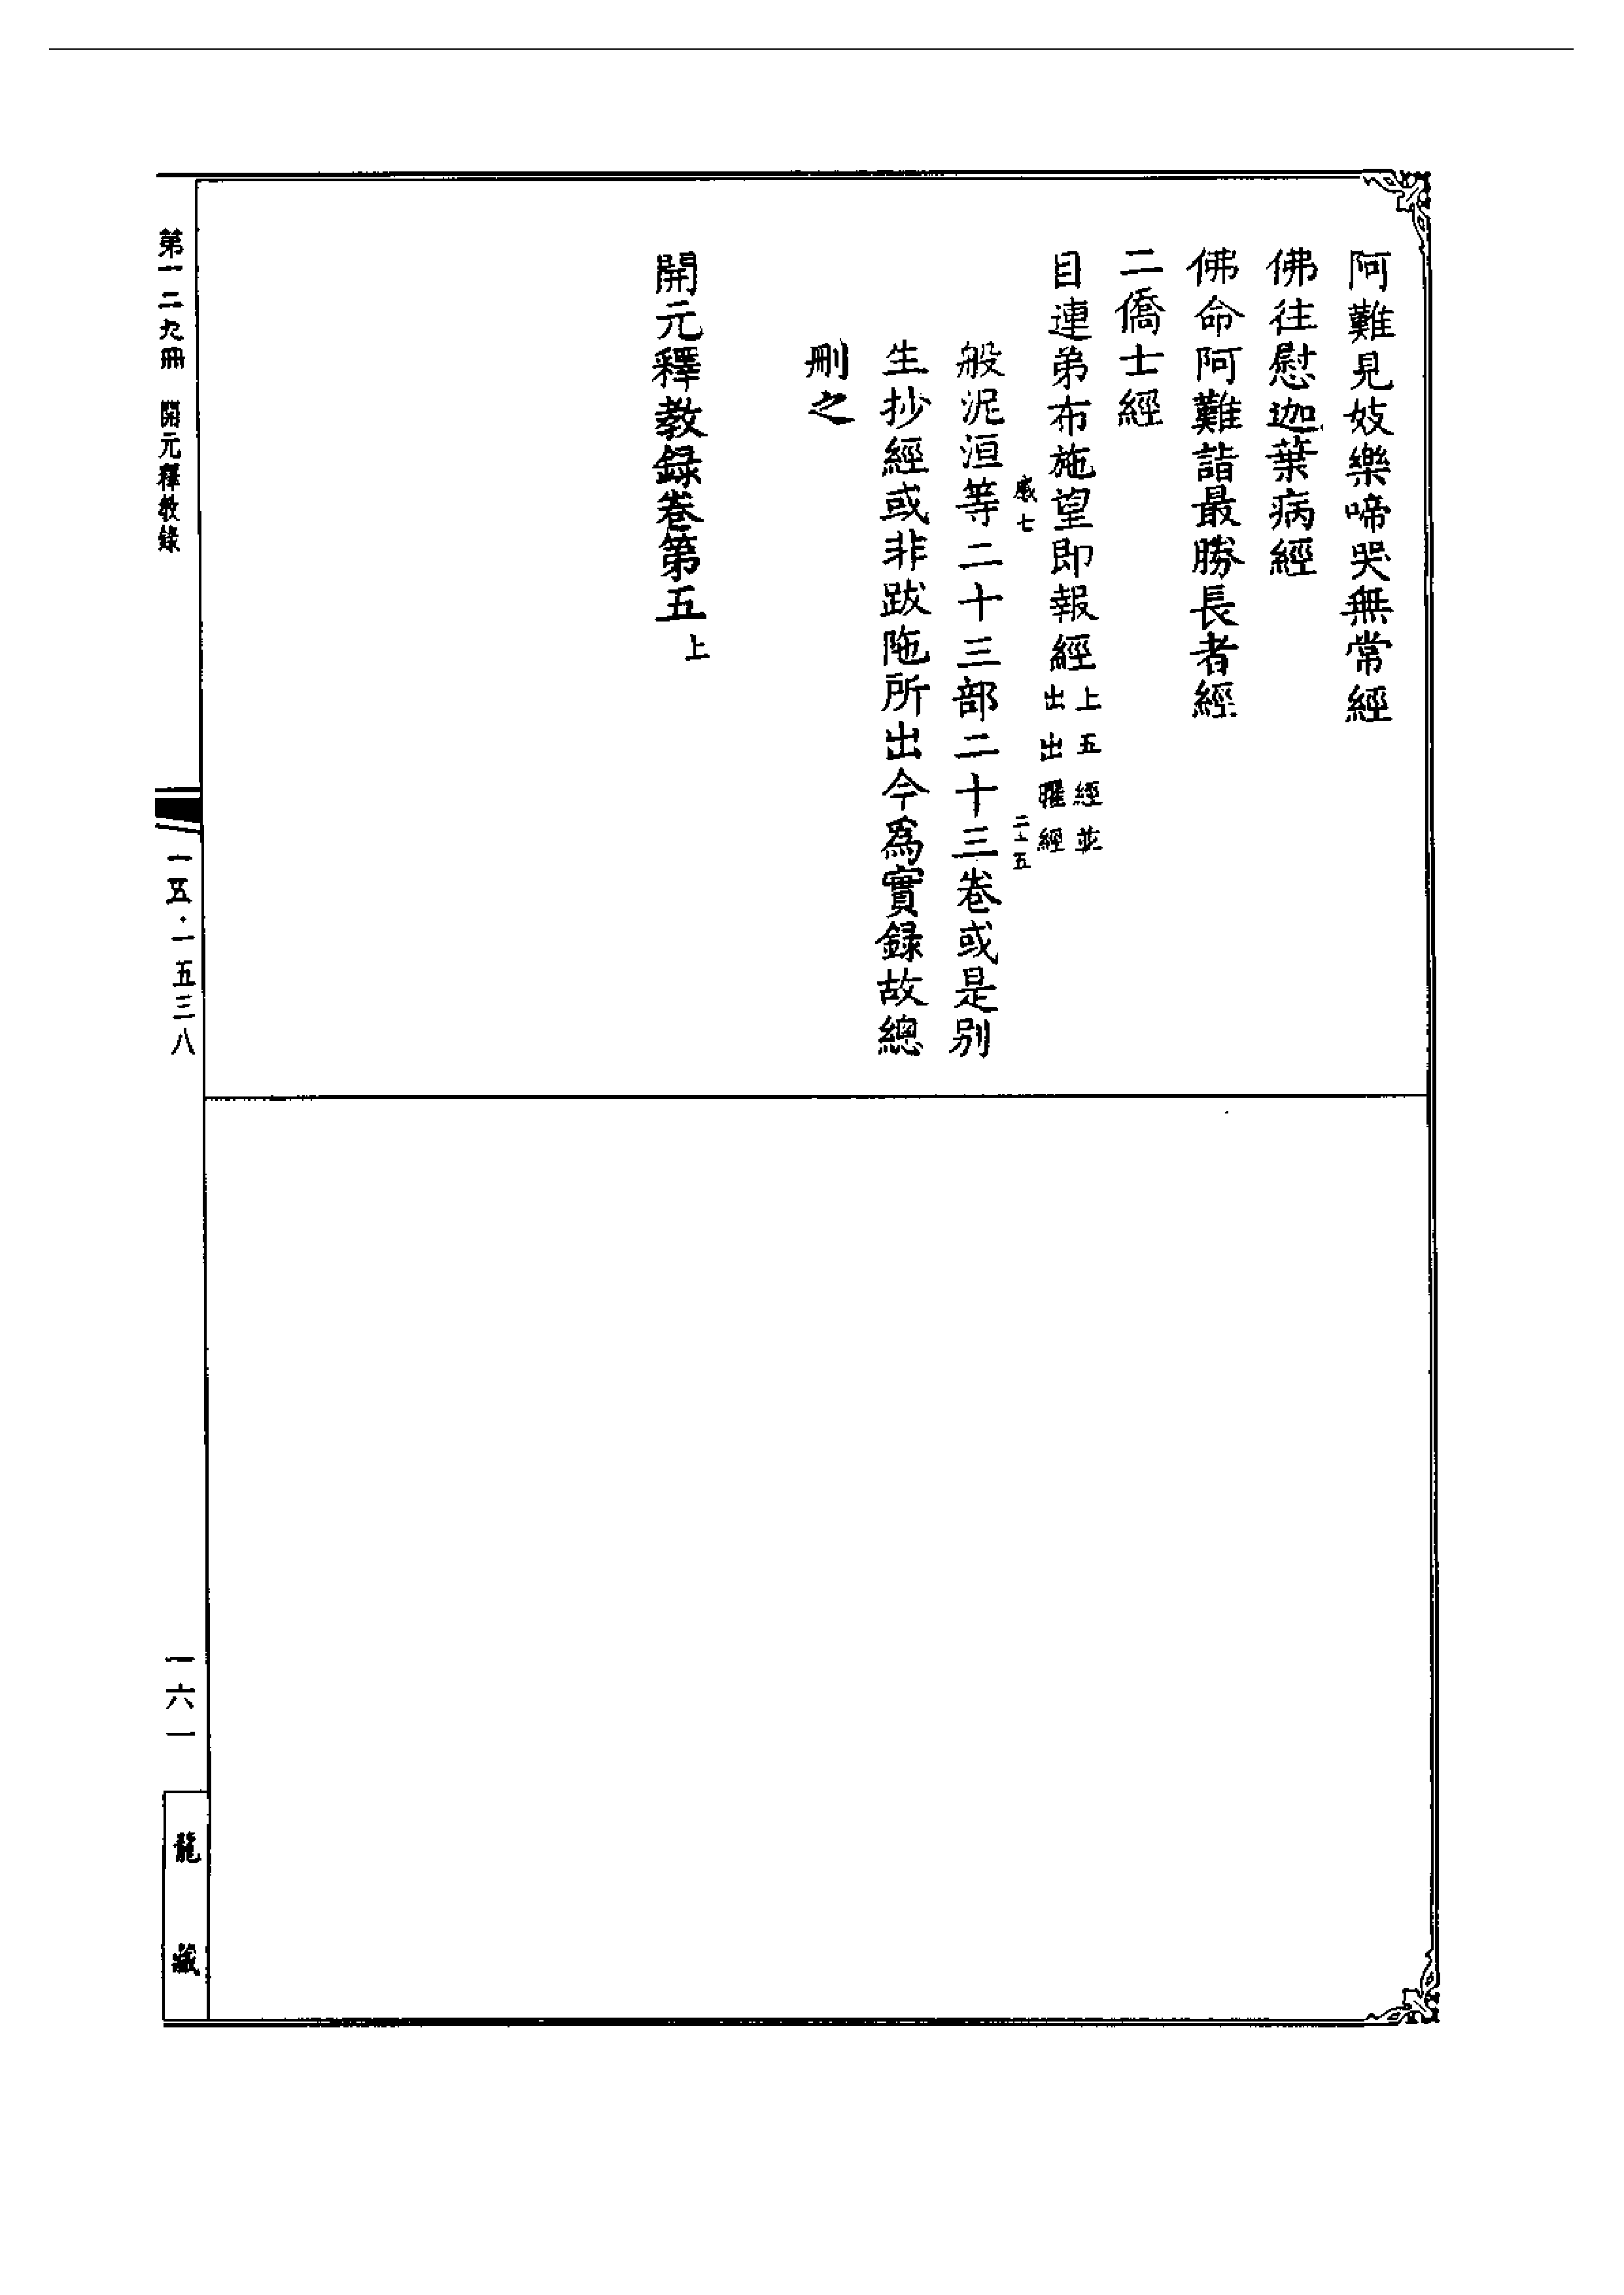 阿難見妓樂啼哭無常經
佛往慰迦葉病經
佛命阿難詣最勝長者經
二僑士經
目連弟布施望即報經上五經並
出出曜經
二十五
般泥洹等二十三部二十三卷或是別
生抄經或非跋陁所出今爲實録故總
刪之
開元釋教録卷第五上
第一二九冊 開元釋教錄
一五·一五三八
一六一
龍藏